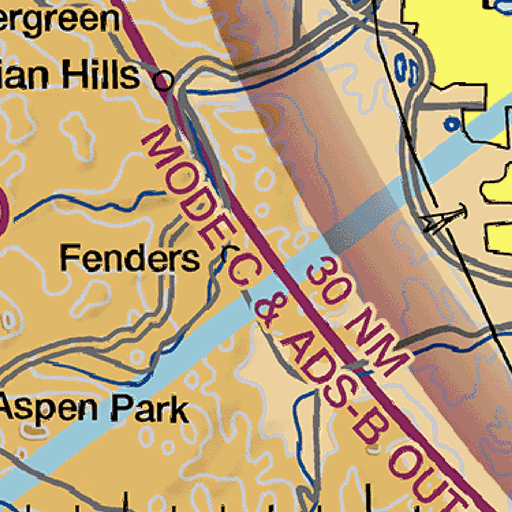 ergreen
ian Hills
Fenders
Aspen Park
MODE C & ADS-B OUT
30 NM